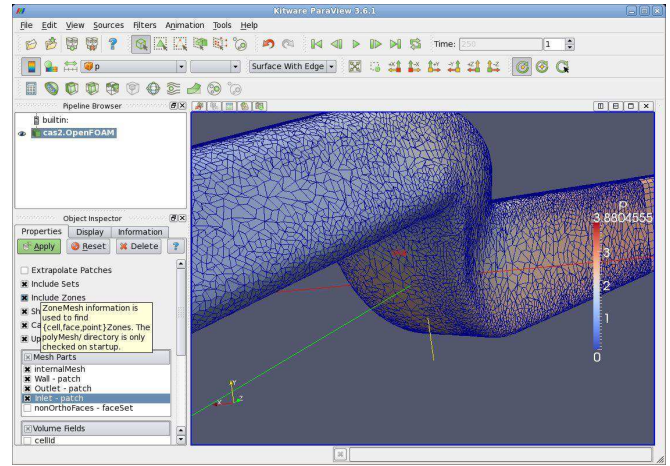 Kitware ParaView 3.6.1
File Edit View Sources Filters Animation Tools Help
Time: 250 1
p Surface With Edge
Pipeline Browser
builtin:
cas2.OpenFOAM
Object Inspector
Properties Display Information
Apply Reset Delete ?
Extrapolate Patches
Include Sets
Include Zones
Sh
Ca
Up
ZoneMesh information is
used to find
{cell,face,point}Zones. The
polyMesh/ directory is only
checked on startup.
Mesh Parts
internalMesh
Wall - patch
Outlet - patch
Inlet - patch
nonOrthoFaces - faceSet
Volume Fields
cellId
p
3.8804555
3
2
1
0